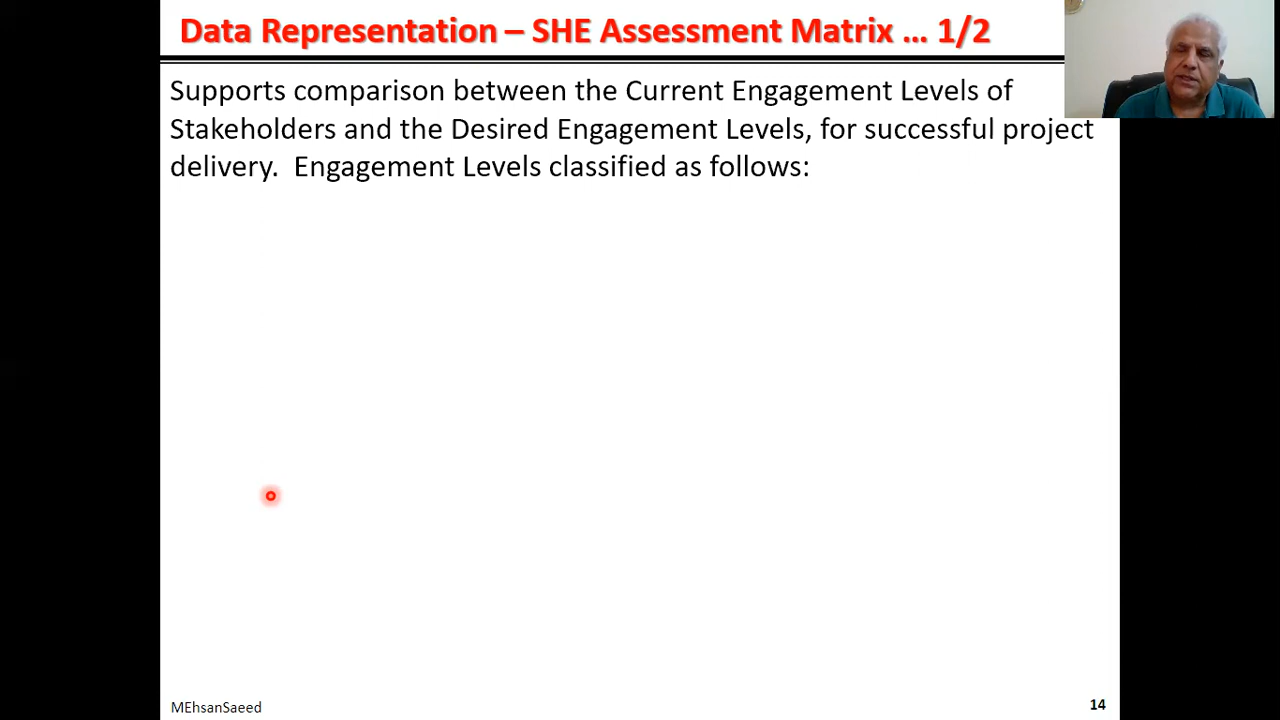 Data Representation – SHE Assessment Matrix … 1/2
Supports comparison between the Current Engagement Levels of
Stakeholders and the Desired Engagement Levels, for successful project
delivery.  Engagement Levels classified as follows:
MEhsanSaeed
14